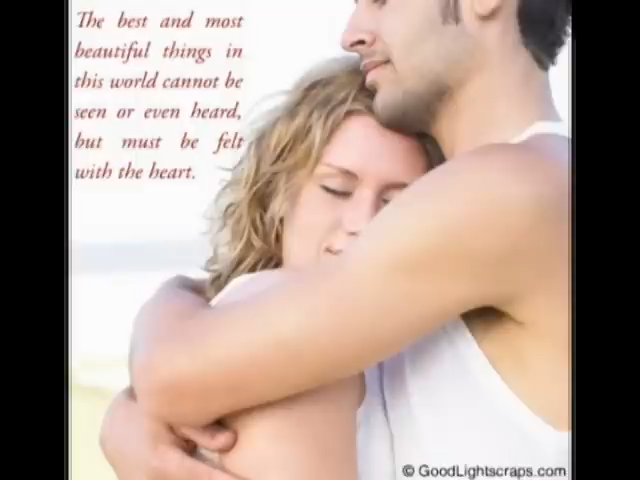 The best and most
beautiful things in
this world cannot be
seen or even heard,
but must be felt
with the heart.
© GoodLightscraps.com